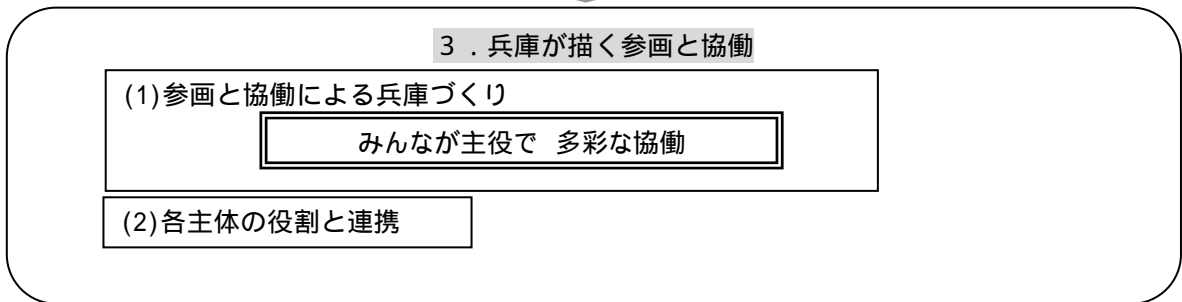 ３．兵庫が描く参画と協働
(1)参画と協働による兵庫づくり
みんなが主役で 多彩な協働
(2)各主体の役割と連携